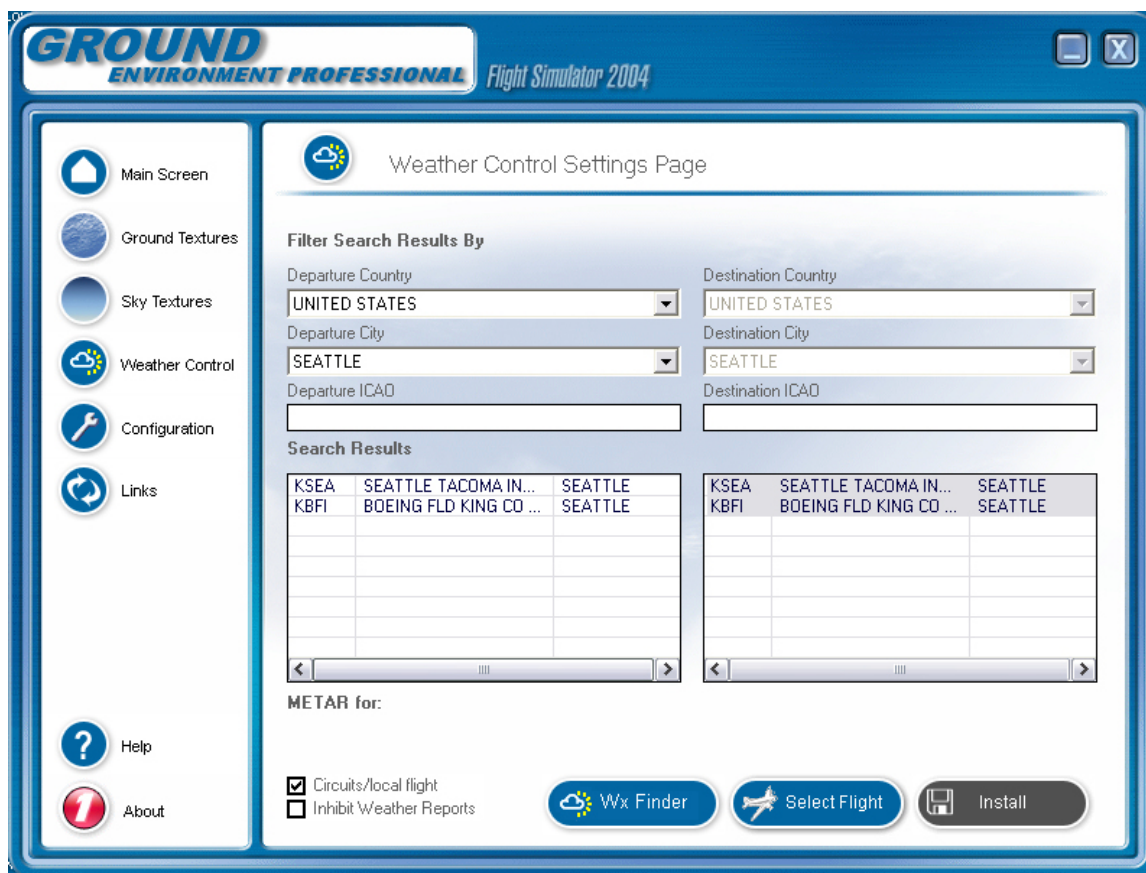 GROUND
ENVIRONMENT PROFESSIONAL Flight Simulator 2004
X
Main Screen
Ground Textures
Sky Textures
Weather Control
Configuration
Links
Help
About
Weather Control Settings Page
Filter Search Results By
Departure Country
UNITED STATES
Departure City
SEATTLE
Departure ICAO
Destination Country
UNITED STATES
Destination City
SEATTLE
Destination ICAO
Search Results
KSEA SEATTLE TACOMA IN... SEATTLE
KBFI BOEING FLD KING CO ... SEATTLE
KSEA SEATTLE TACOMA IN... SEATTLE
KBFI BOEING FLD KING CO ... SEATTLE
METAR for:
Circuits/local flight
Inhibit Weather Reports
Wx Finder
Select Flight
Install